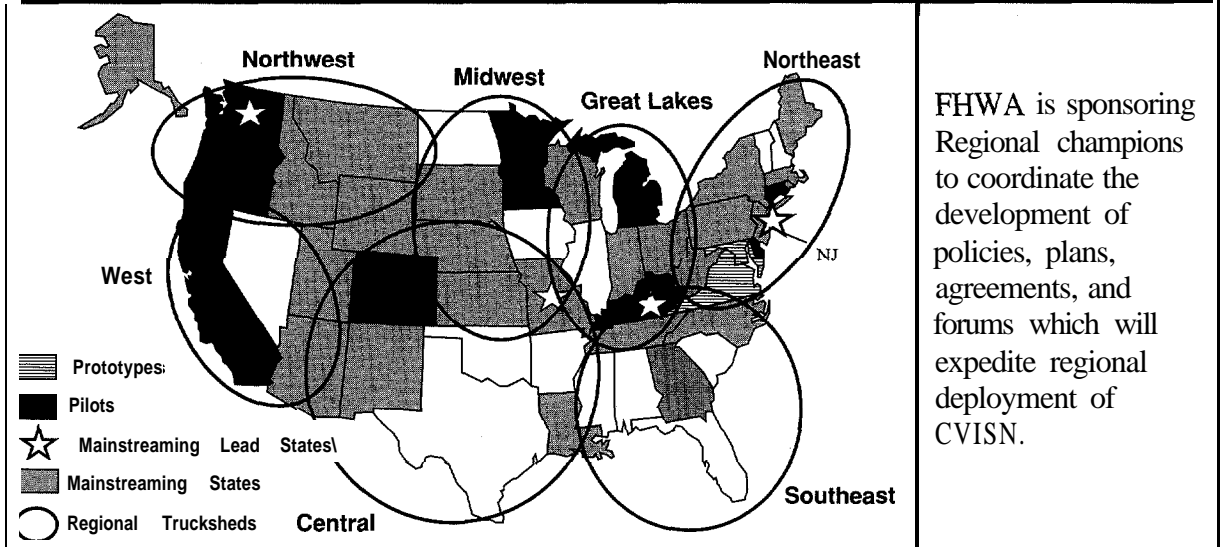 Northwest
Midwest
Great Lakes
Northeast
West
NJ
Prototypes
Pilots
Mainstreaming Lead States\
Mainstreaming States
Regional Trucksheds
Central
Southeast
FHWA is sponsoring
Regional champions
to coordinate the
development of
policies, plans,
agreements, and
forums which will
expedite regional
deployment of
CVISN.